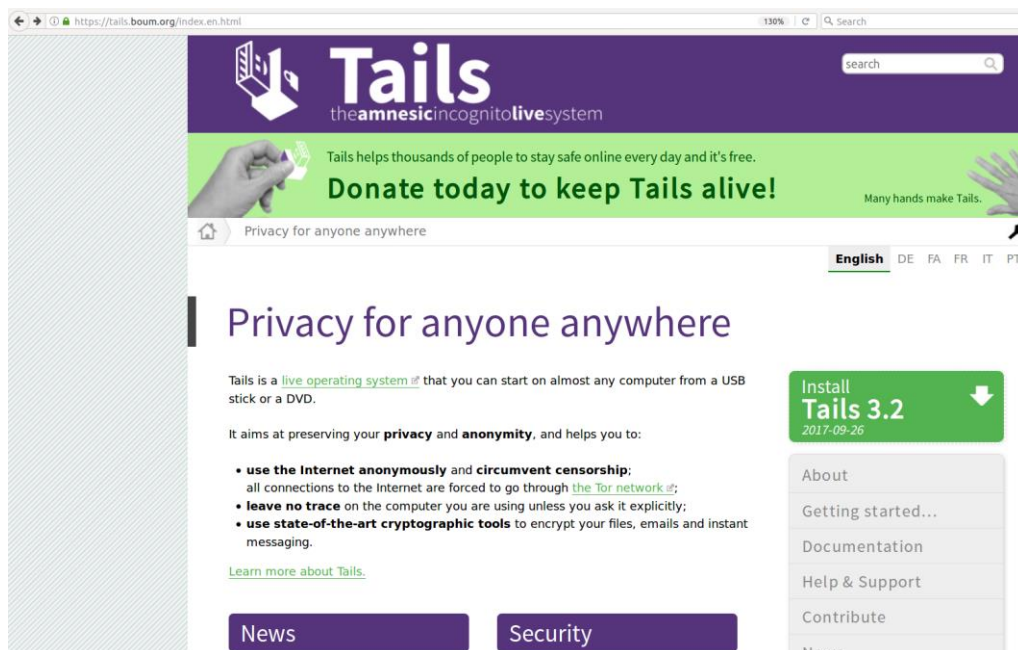 https://tails.boum.org/index.en.html
130%
Search
Tails
theamnesicincognitolivesystem
search
Tails helps thousands of people to stay safe online every day and it's free.
Donate today to keep Tails alive!
Many hands make Tails.
Privacy for anyone anywhere
English DE FA FR IT PT
Privacy for anyone anywhere
Tails is a live operating system that you can start on almost any computer from a USB
stick or a DVD.
It aims at preserving your privacy and anonymity, and helps you to:
• use the Internet anonymously and circumvent censorship;
all connections to the Internet are forced to go through the Tor network;
• leave no trace on the computer you are using unless you ask it explicitly;
• use state-of-the-art cryptographic tools to encrypt your files, emails and instant
messaging.
Learn more about Tails.
Install
Tails 3.2
2017-09-26
About
Getting started...
Documentation
Help & Support
Contribute
News
Security